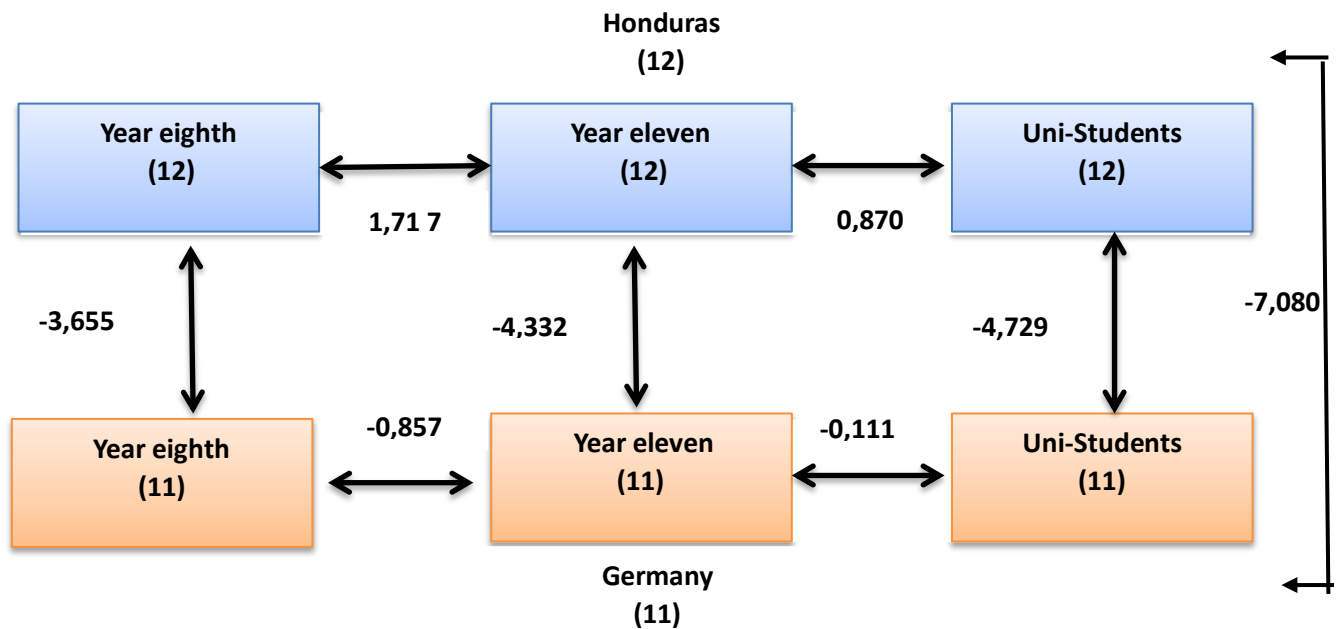 Honduras
(12)
Year eighth
(12)
Year eleven
(12)
Uni-Students
(12)
1,71 7
0,870
-3,655
-4,332
-4,729
-7,080
Year eighth
(11)
-0,857
Year eleven
(11)
-0,111
Uni-Students
(11)
Germany
(11)